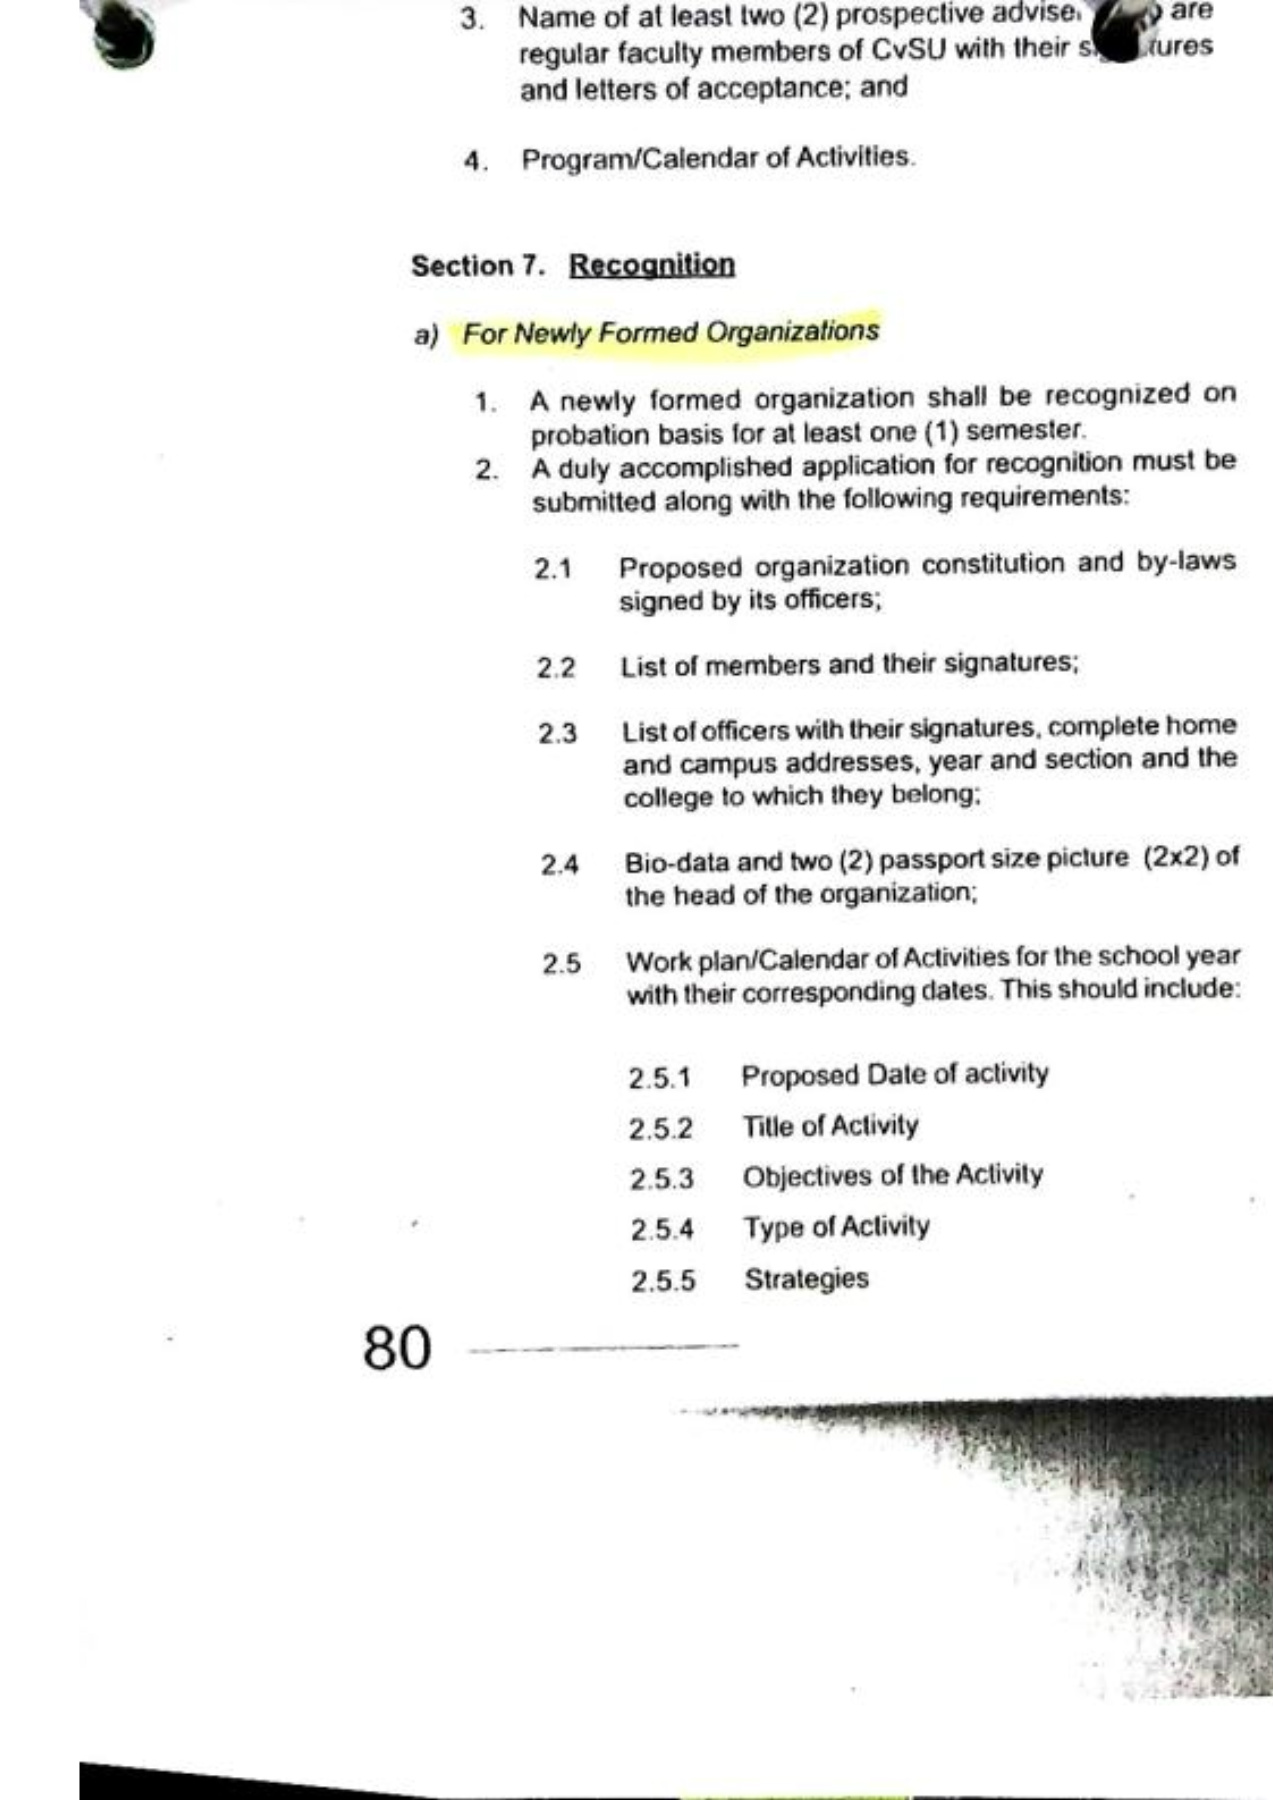 3. Name of at least two (2) prospective are
regular faculty members of CvSU with their
and letters of acceptance; and
4. Program/Calendar of Activities.
Section 7. Recognition
a) For Newly Formed Organizations
1. A newly formed organization shall be recognized on
probation basis for at least one (1) semester.
2. A duly accomplished application for recognition must be
submitted along with the following requirements:
2.1 Proposed organization constitution and by-laws
signed by its officers;
2.2 List of members and their signatures;
2.3 List of officers with their signatures, complete home
and campus addresses, year and section and the
college to which they belong;
2.4 Bio-data and two (2) passport size picture (2x2) of
the head of the organization;
2.5 Work plan/Calendar of Activities for the school year
with their corresponding dates. This should include:
2.5.1 Proposed Date of activity
2.5.2 Title of Activity
2.5.3 Objectives of the Activity
2.5.4 Type of Activity
2.5.5 Strategies
80